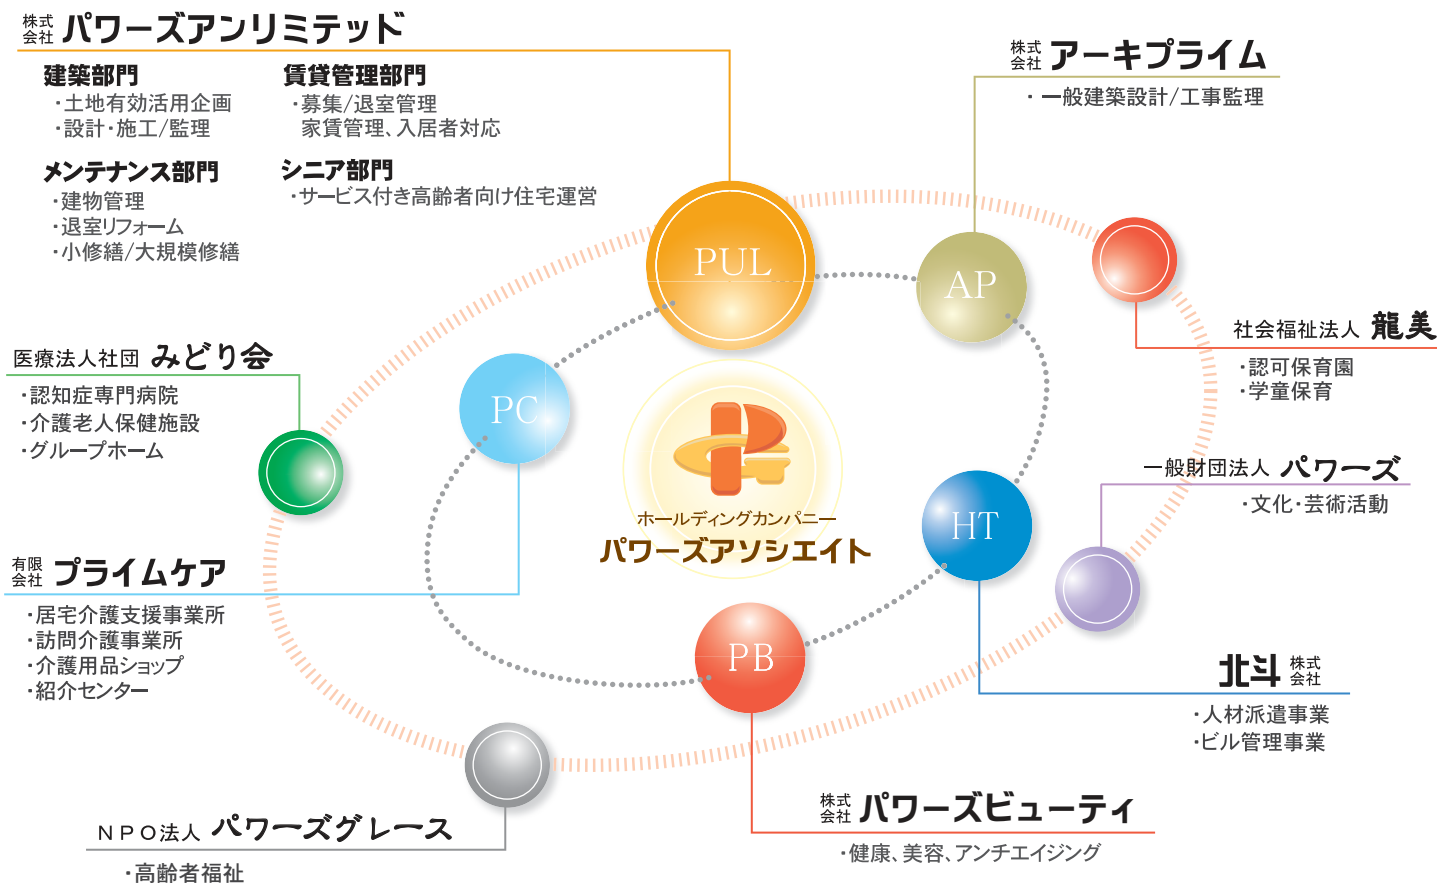 株式会社 パワーズアンリミテッド
建築部門
・土地有効活用企画
・設計・施工/監理
賃貸管理部門
・募集/退室管理
家賃管理、入居者対応
メンテナンス部門
・建物管理
・退室リフォーム
・小修繕/大規模修繕
シニア部門
・サービス付き高齢者向け住宅運営
株式会社 アーキプライム
・一般建築設計/工事監理
PUL
AP
社会福祉法人 龍美
・認可保育園
・学童保育
医療法人社団 みどり会
・認知症専門病院
・介護老人保健施設
・グループホーム
PC
ホールディングカンパニー
パワーズアソシエイト
一般財団法人 パワーズ
・文化・芸術活動
HT
有限会社 プライムケア
・居宅介護支援事業所
・訪問介護事業所
・介護用品ショップ
・紹介センター
PB
北斗 株式会社
・人材派遣事業
・ビル管理事業
株式会社 パワーズビューティ
・健康、美容、アンチエイジング
NPO法人 パワーズグレース
・高齢者福祉